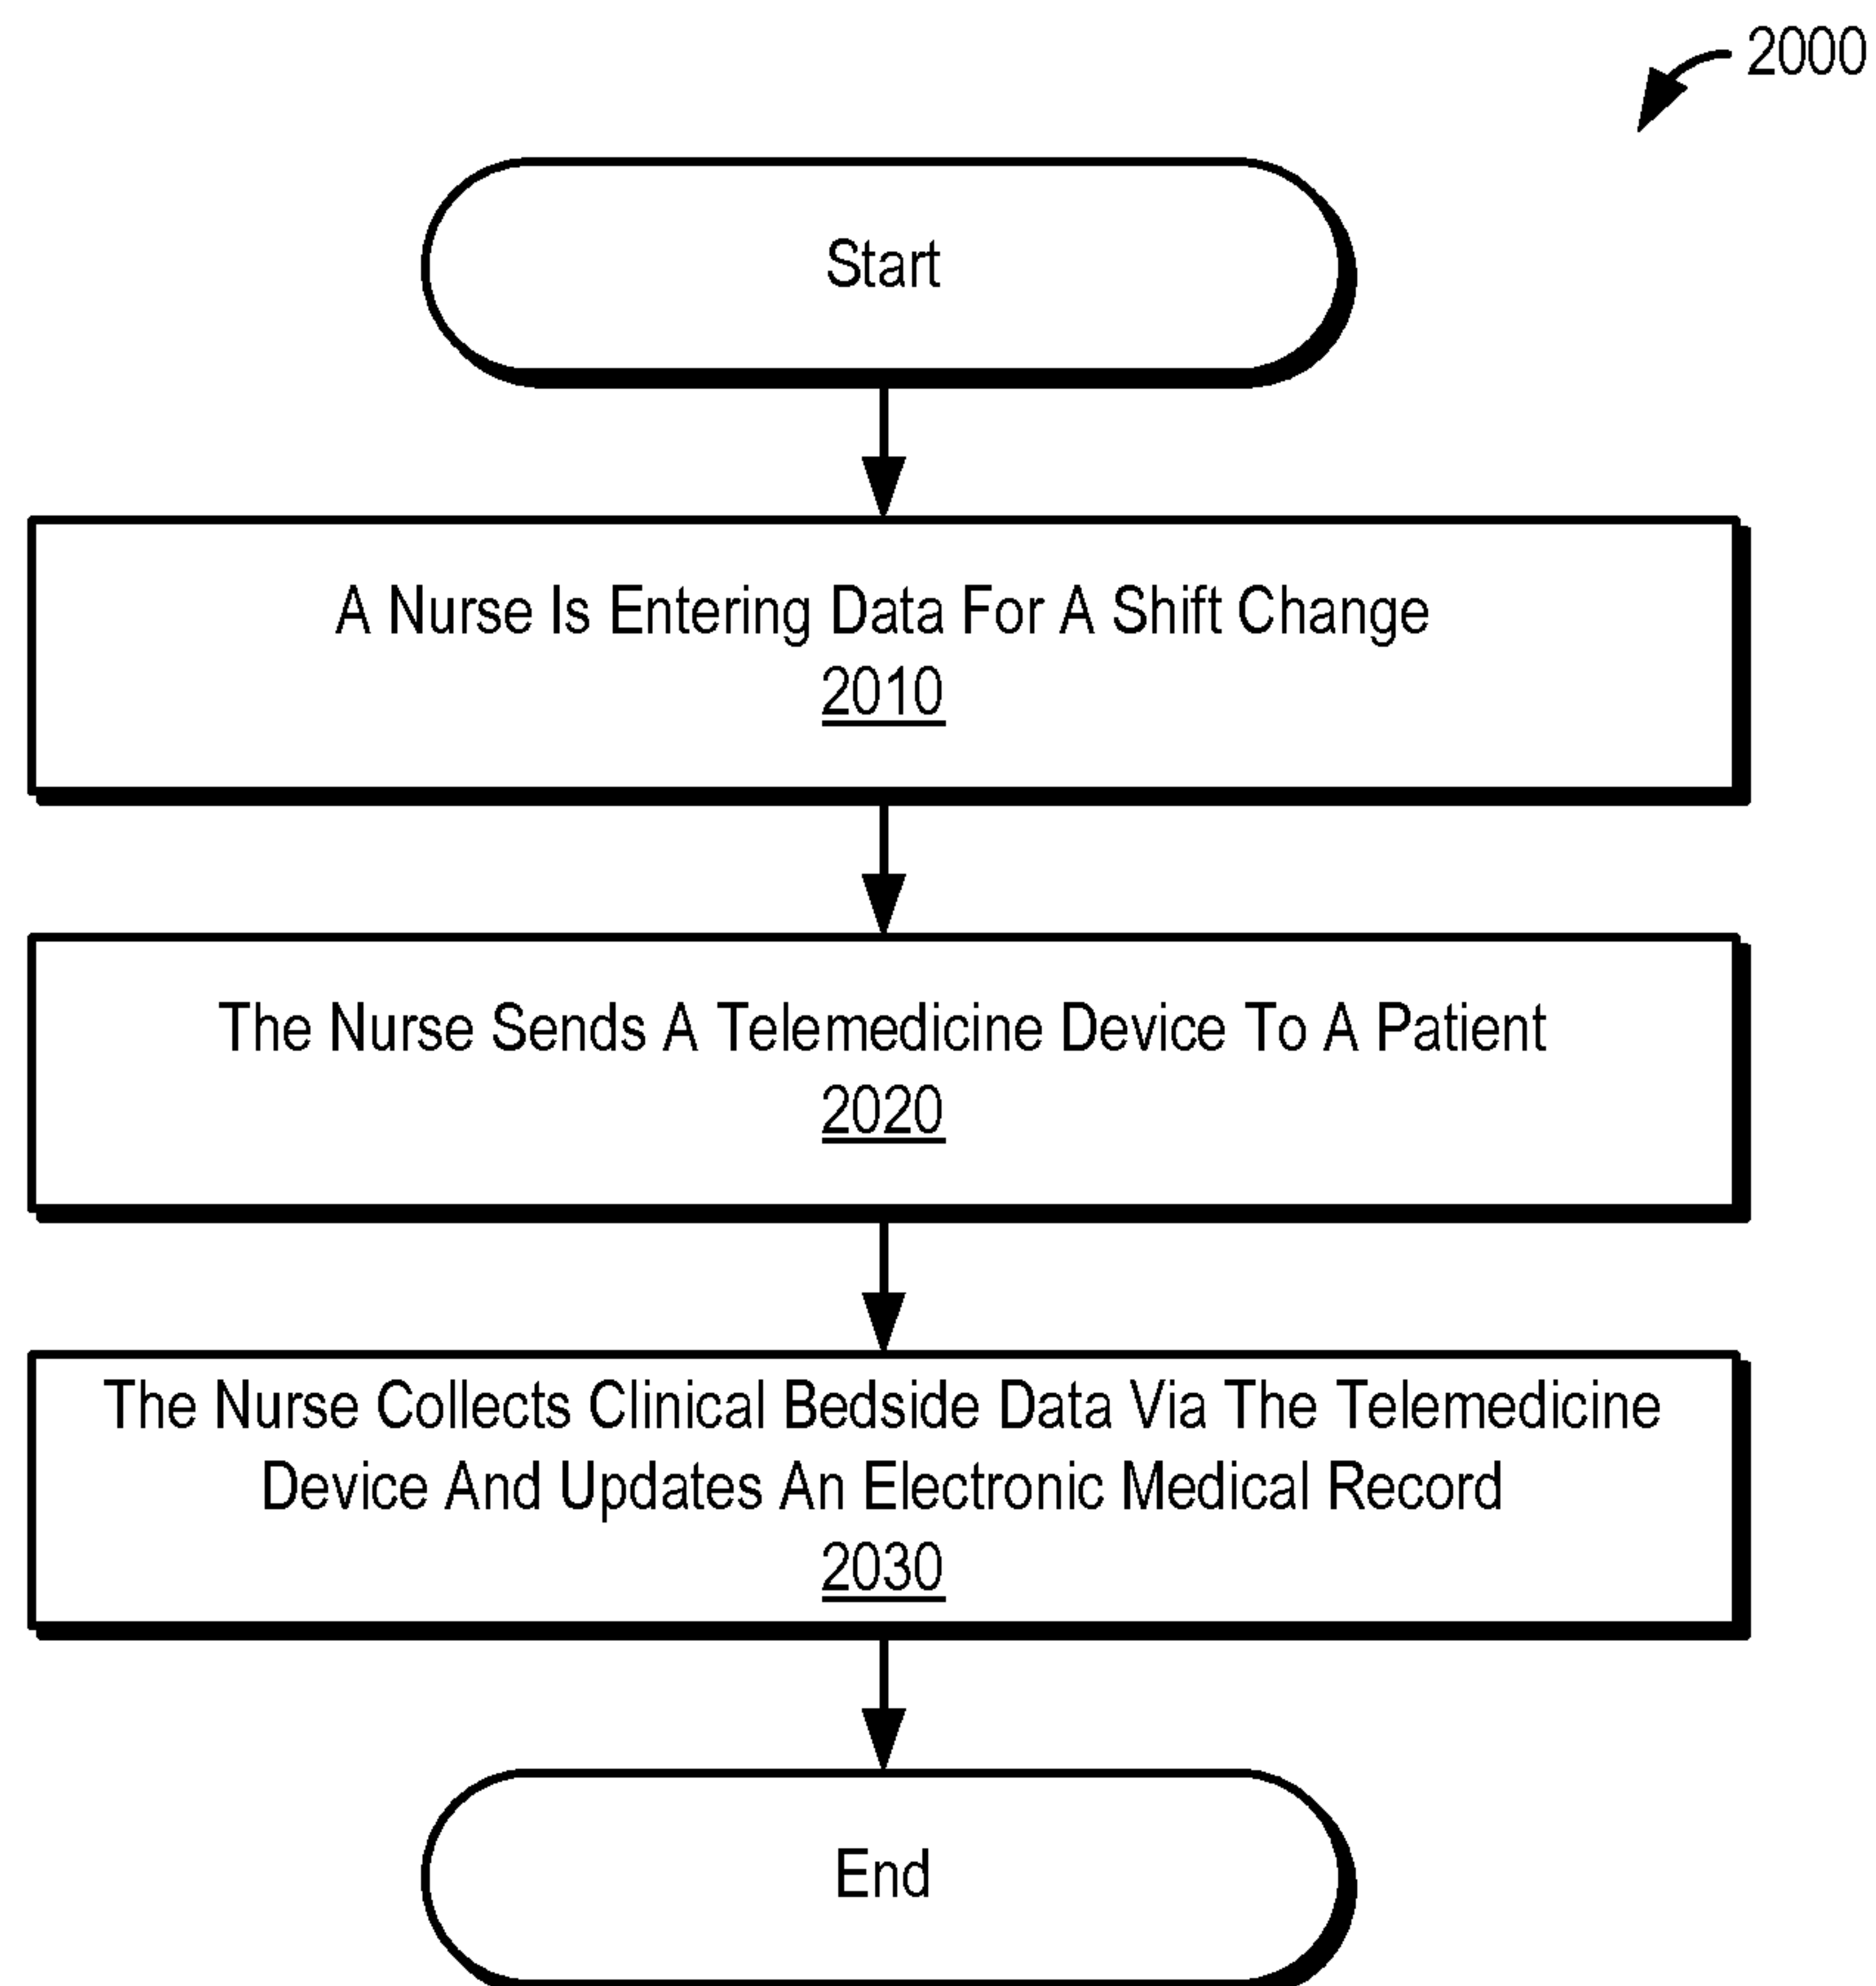 2000
Start
A Nurse Is Entering Data For A Shift Change
2010
The Nurse Sends A Telemedicine Device To A Patient
2020
The Nurse Collects Clinical Bedside Data Via The Telemedicine
Device And Updates An Electronic Medical Record
2030
End